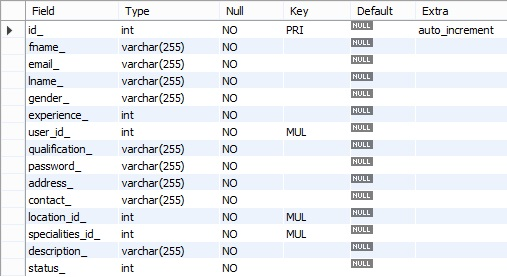 Field Type Null Key Default Extra
id_ int NO PRI NULL auto_increment
fname_ varchar(255) NO NULL
email_ varchar(255) NO NULL
lname_ varchar(255) NO NULL
gender_ varchar(255) NO NULL
experience_ int NO NULL
user_id_ int NO MUL NULL
qualification_ varchar(255) NO NULL
password_ varchar(255) NO NULL
address_ varchar(255) NO NULL
contact_ varchar(255) NO NULL
location_id_ int NO MUL NULL
specialities_id_ int NO MUL NULL
description_ varchar(255) NO NULL
status_ int NO NULL